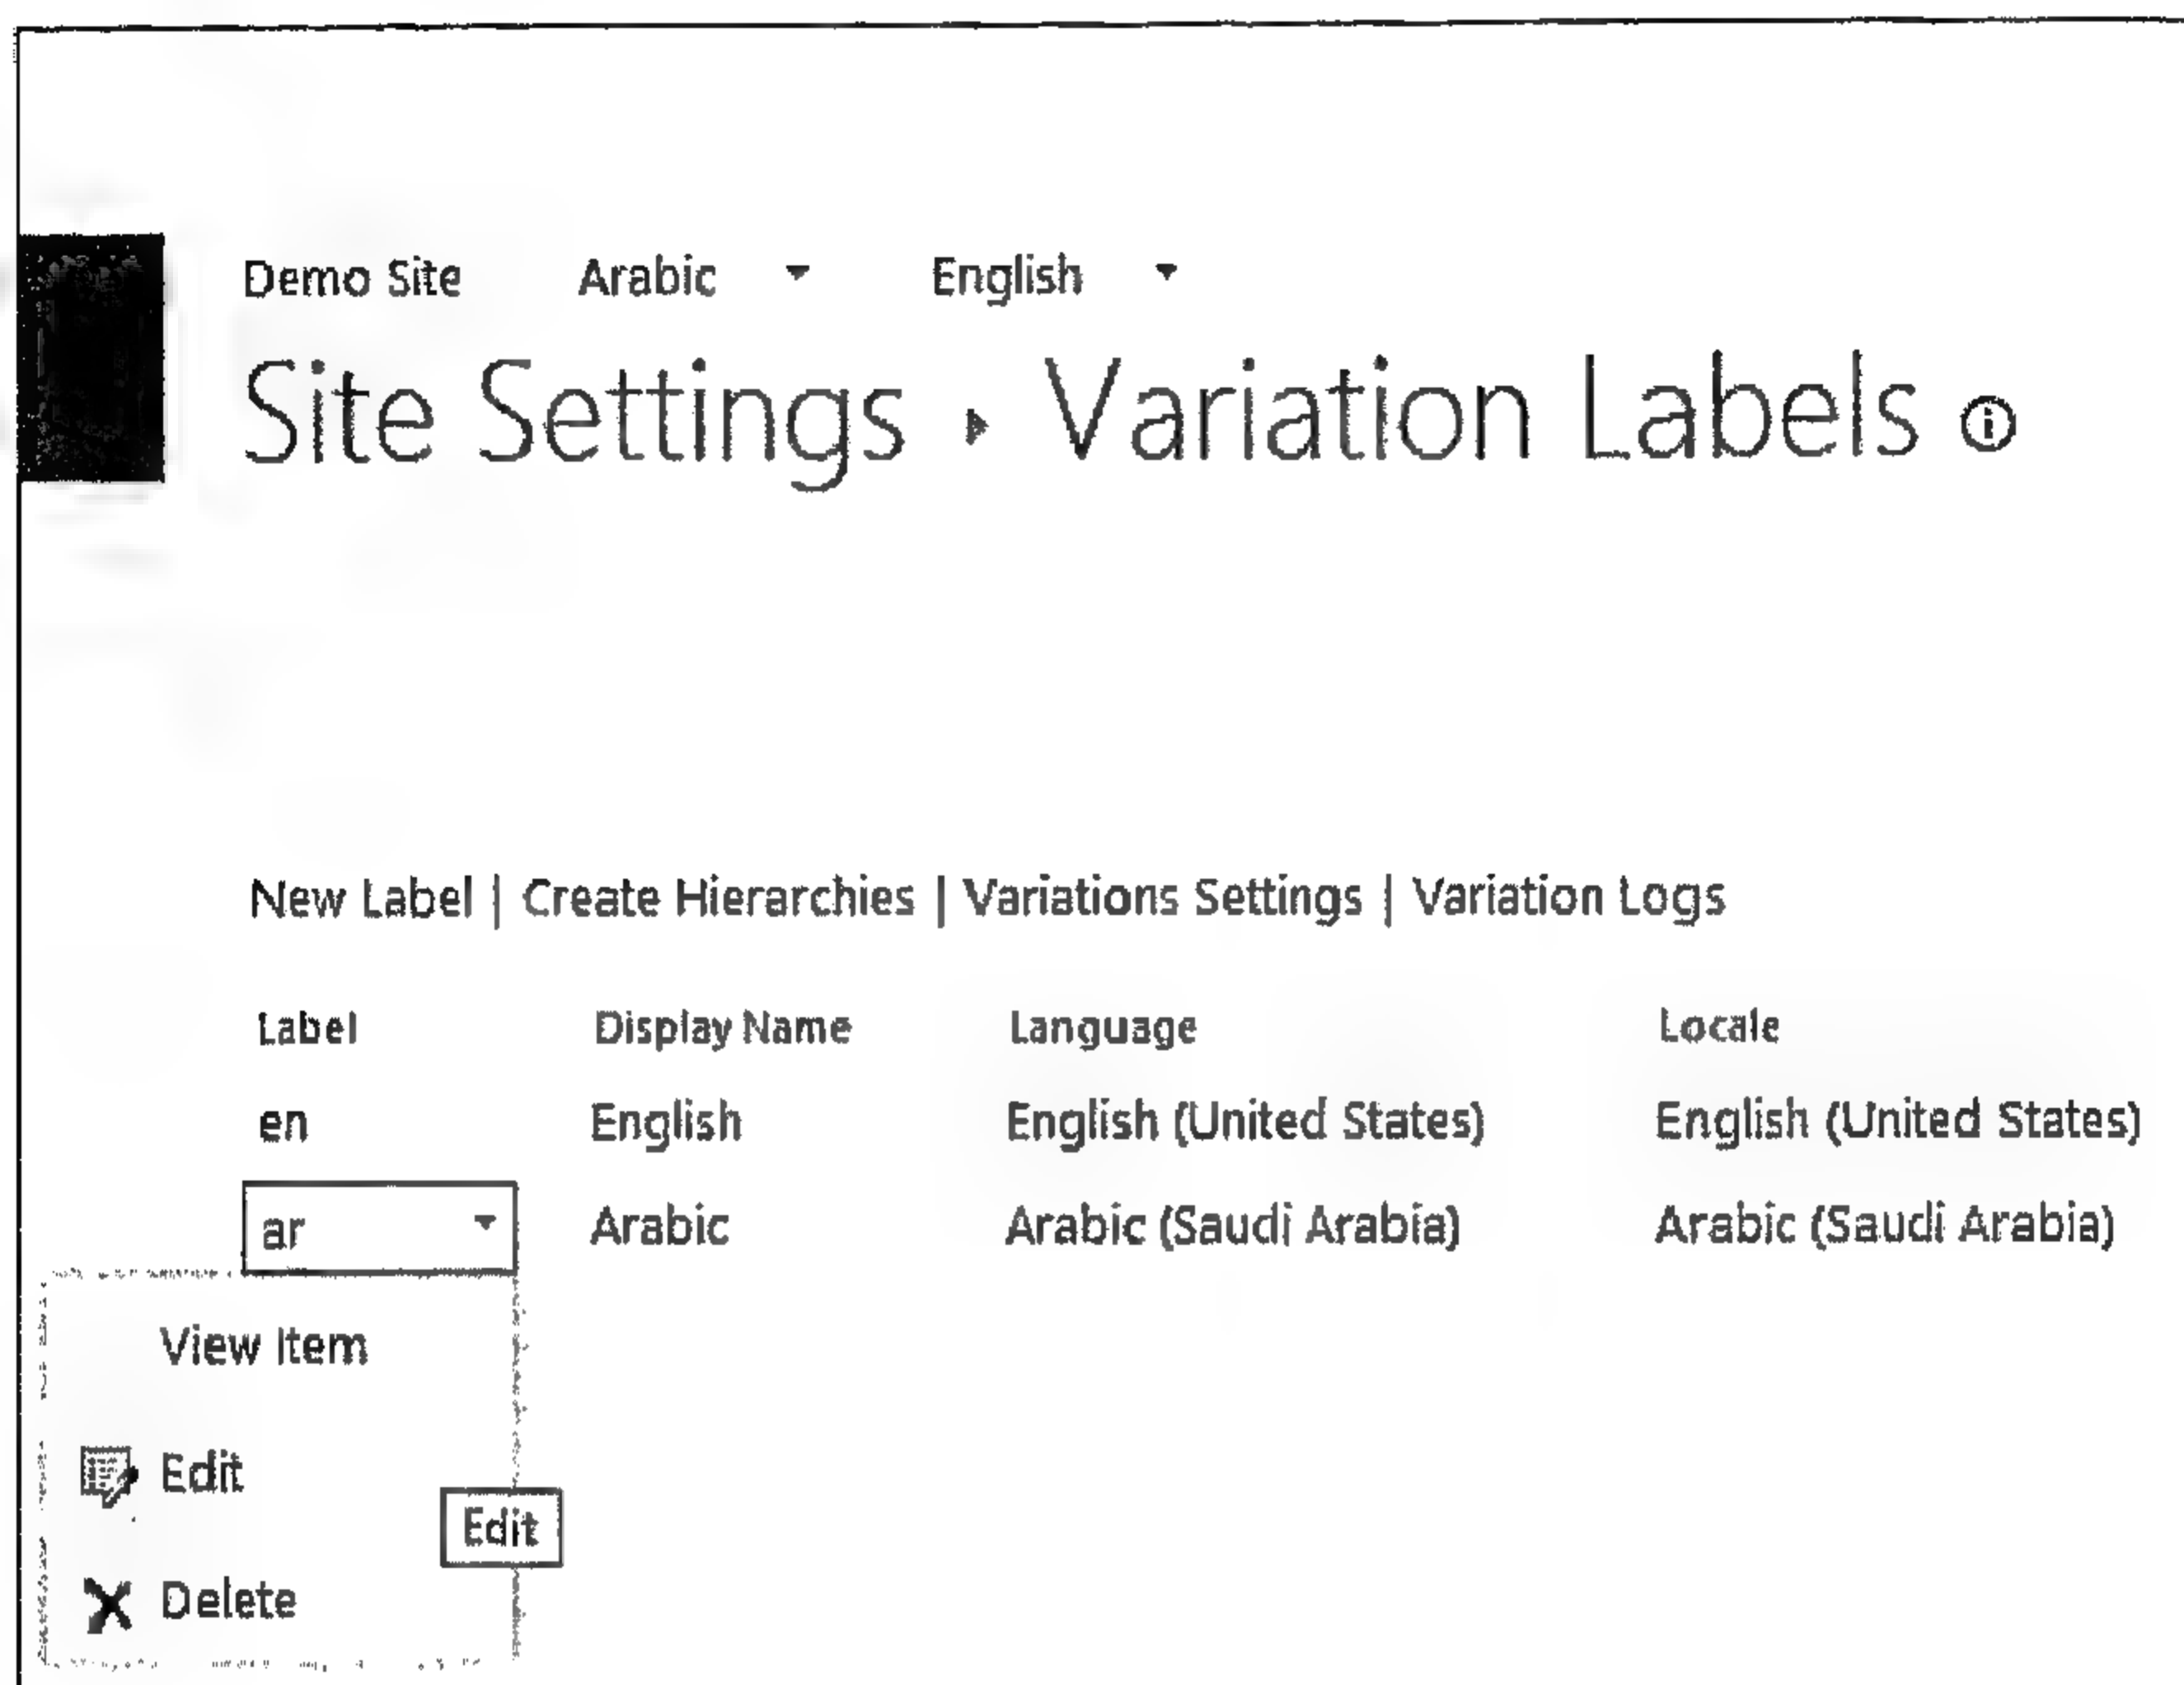 Demo Site Arabic English
Site Settings ▸ Variation Labels
New Label | Create Hierarchies | Variations Settings | Variation Logs
Label Display Name Language Locale
en English English (United States) English (United States)
ar Arabic Arabic (Saudi Arabia) Arabic (Saudi Arabia)
View Item
Edit
Edit
Delete